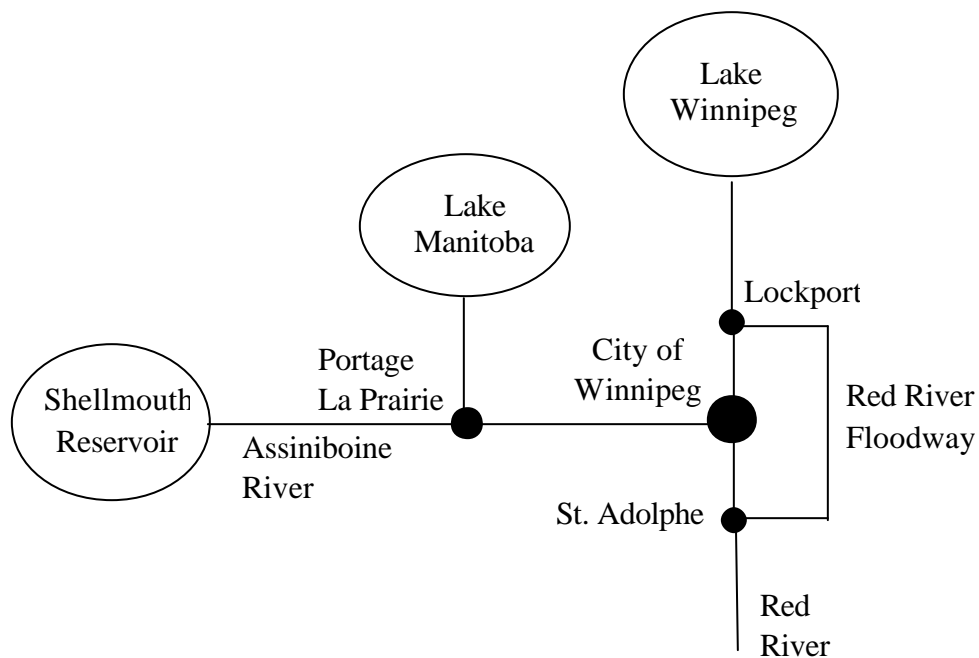 Lake
Winnipeg
Lake
Manitoba
Lockport
Portage
La Prairie
City of
Winnipeg
Shellmouth
Reservoir
Red River
Floodway
Assiniboine
River
St. Adolphe
Red
River